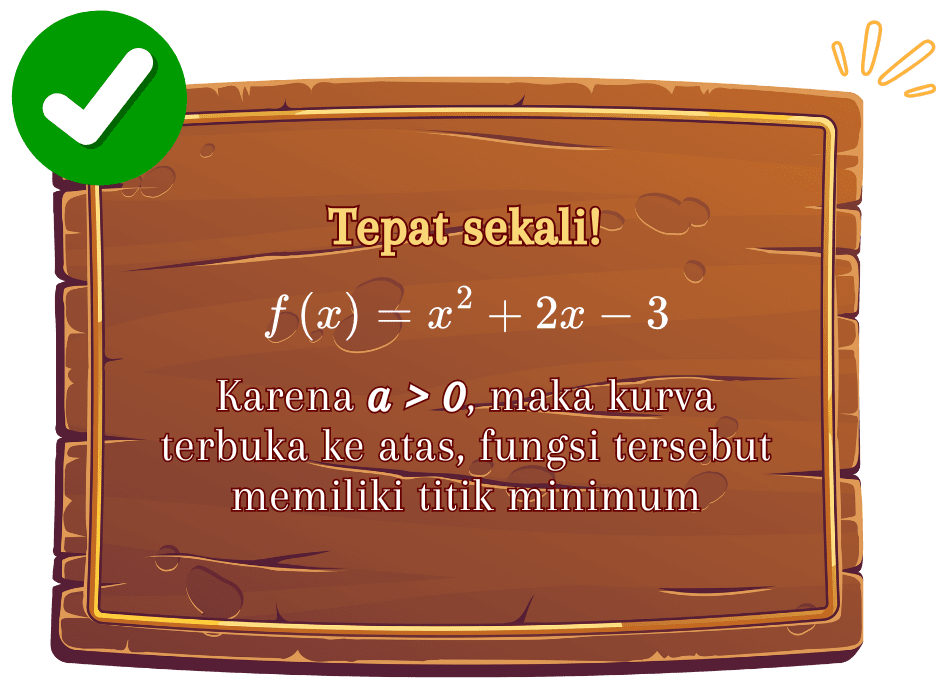 Tepat sekali!
f(x) = x² + 2x − 3
Karena a > 0, maka kurva
terbuka ke atas, fungsi tersebut
memiliki titik minimum